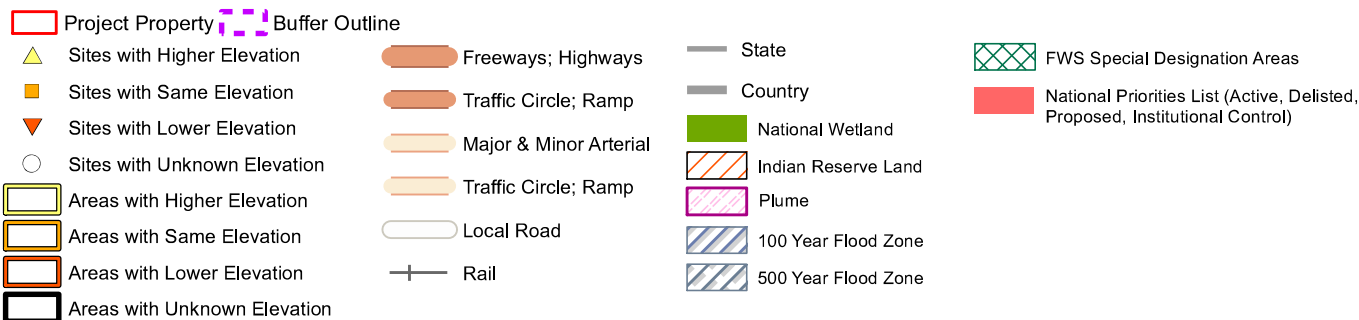 Project Property
Buffer Outline
Sites with Higher Elevation
Sites with Same Elevation
Sites with Lower Elevation
Sites with Unknown Elevation
Areas with Higher Elevation
Areas with Same Elevation
Areas with Lower Elevation
Areas with Unknown Elevation
Freeways; Highways
Traffic Circle; Ramp
Major & Minor Arterial
Traffic Circle; Ramp
Local Road
Rail
State
Country
National Wetland
Indian Reserve Land
Plume
100 Year Flood Zone
500 Year Flood Zone
FWS Special Designation Areas
National Priorities List (Active, Delisted,
Proposed, Institutional Control)